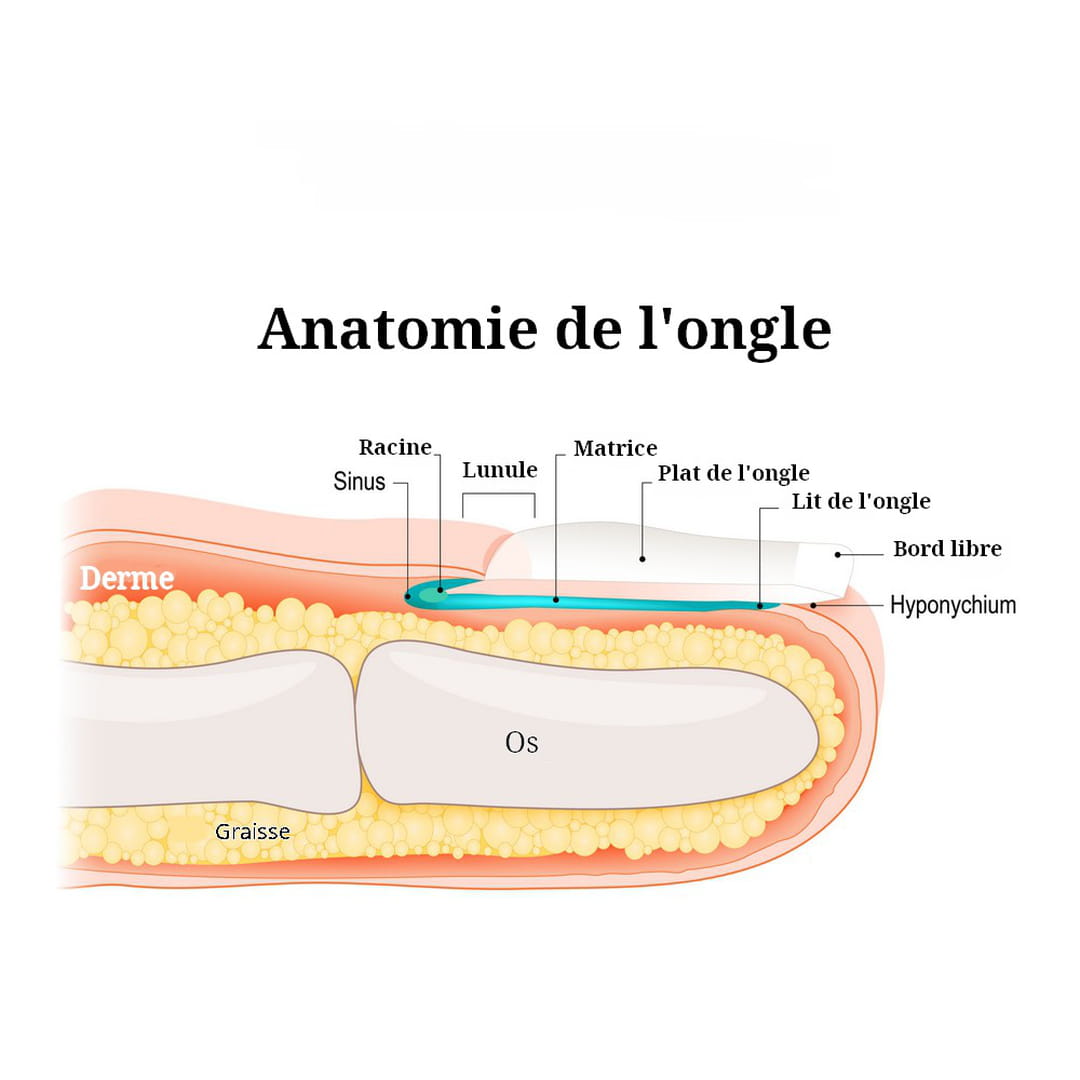 Anatomie de l'ongle
Racine
Matrice
Lunule
Plat de l'ongle
Sinus
Lit de l'ongle
Bord libre
Derme
Hyponychium
Os
Graisse